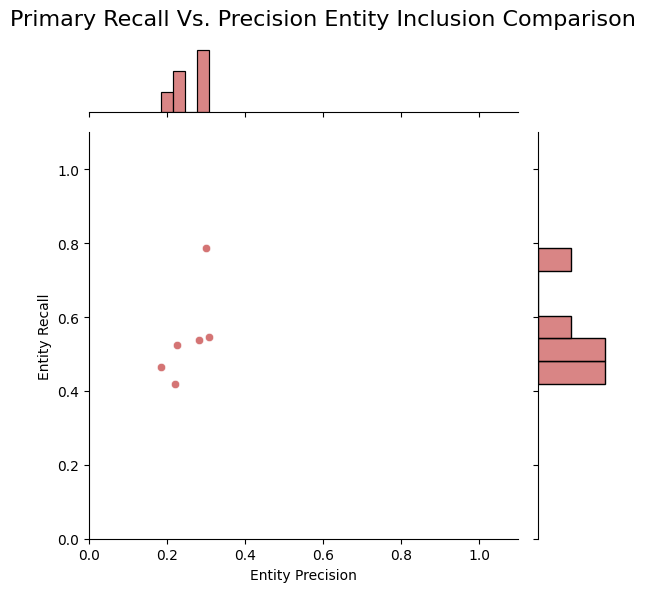 Primary Recall Vs. Precision Entity Inclusion Comparison
1.0
0.8
0.6
0.4
0.2
0.0
Entity Recall
0.0 0.2 0.4 0.6 0.8 1.0
Entity Precision